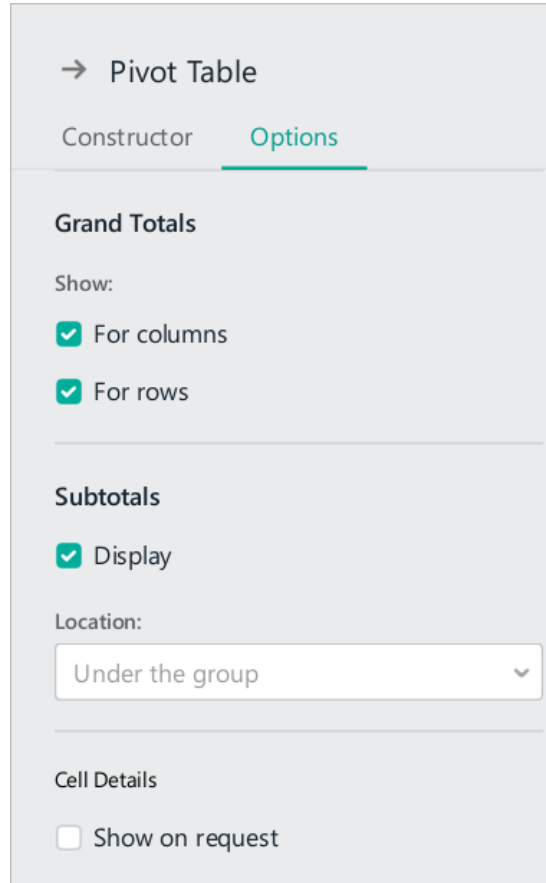 Pivot Table
Constructor Options
Grand Totals
Show:
For columns
For rows
Subtotals
Display
Location:
Under the group
Cell Details
Show on request